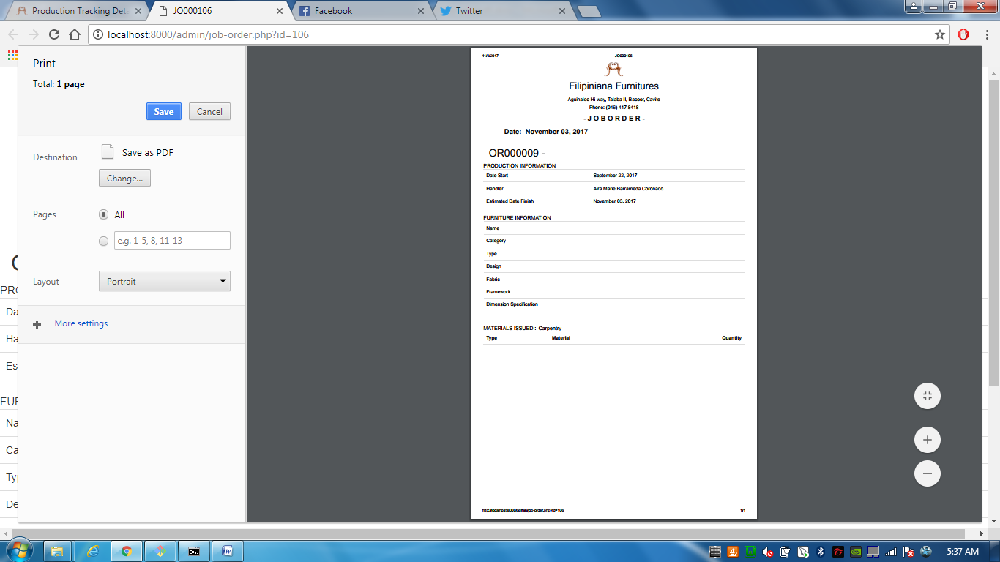 Production Tracking Deta
JO000106
Facebook
Twitter
localhost:8000/admin/job-order.php?id=106
Print
Total: 1 page
Save
Cancel
Destination
Save as PDF
Change...
Pages
All
e.g. 1-5, 8, 11-13
Layout
Portrait
More settings
PRO
Da
Ha
Es
FUR
Na
Ca
Typ
De
11/4/2017
JO000106
Filipiniana Furnitures
Aguinaldo Hi-way, Talaba II, Bacoor, Cavite
Phone: (046) 417 8418
- J O B O R D E R -
Date: November 03, 2017
OR000009 -
PRODUCTION INFORMATION
Date Start September 22, 2017
Handler Aira Marie Barrameda Coronado
Estimated Date Finish November 03, 2017
FURNITURE INFORMATION
Name
Category
Type
Design
Fabric
Framework
Dimension Specification
MATERIALS ISSUED : Carpentry
Type Material Quantity
http://localhost:8000/admin/job-order.php?id=106
1/1
5:37 AM